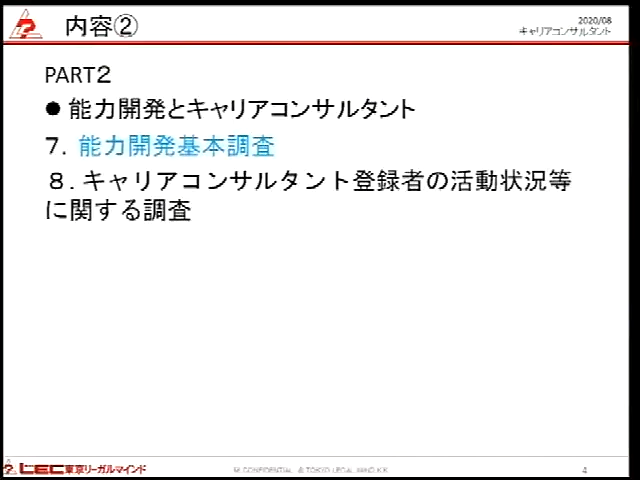 内容②
2020/08
キャリアコンサルタント
PART２
● 能力開発とキャリアコンサルタント
７．能力開発基本調査
８．キャリアコンサルタント登録者の活動状況等
に関する調査
LEC東京リーガルマインド
4